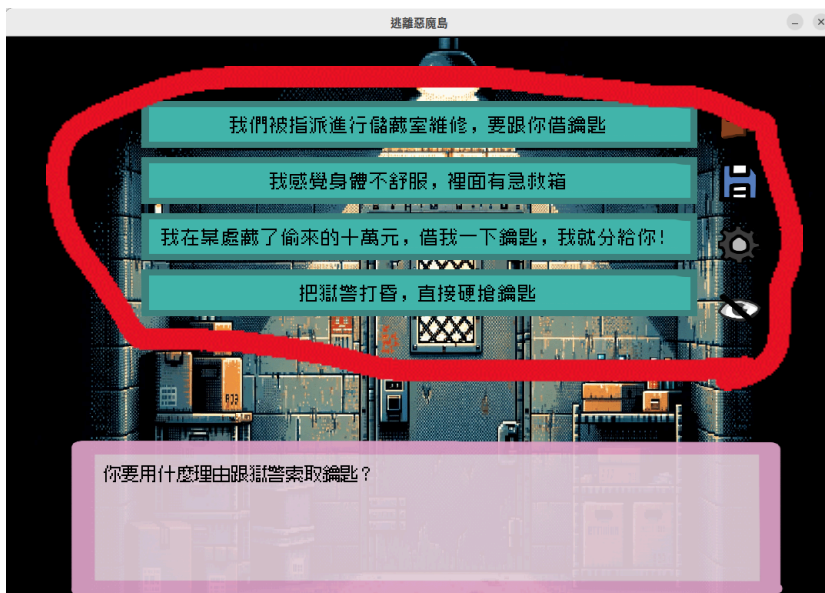 逃離惡魔島
我們被指派進行儲藏室維修，要跟你借鑰匙
我感覺身體不舒服，裡面有急救箱
我在某處藏了偷來的十萬元，借我一下鑰匙，我就分給你！
把獄警打昏，直接硬搶鑰匙
你要用什麼理由跟獄警索取鑰匙？